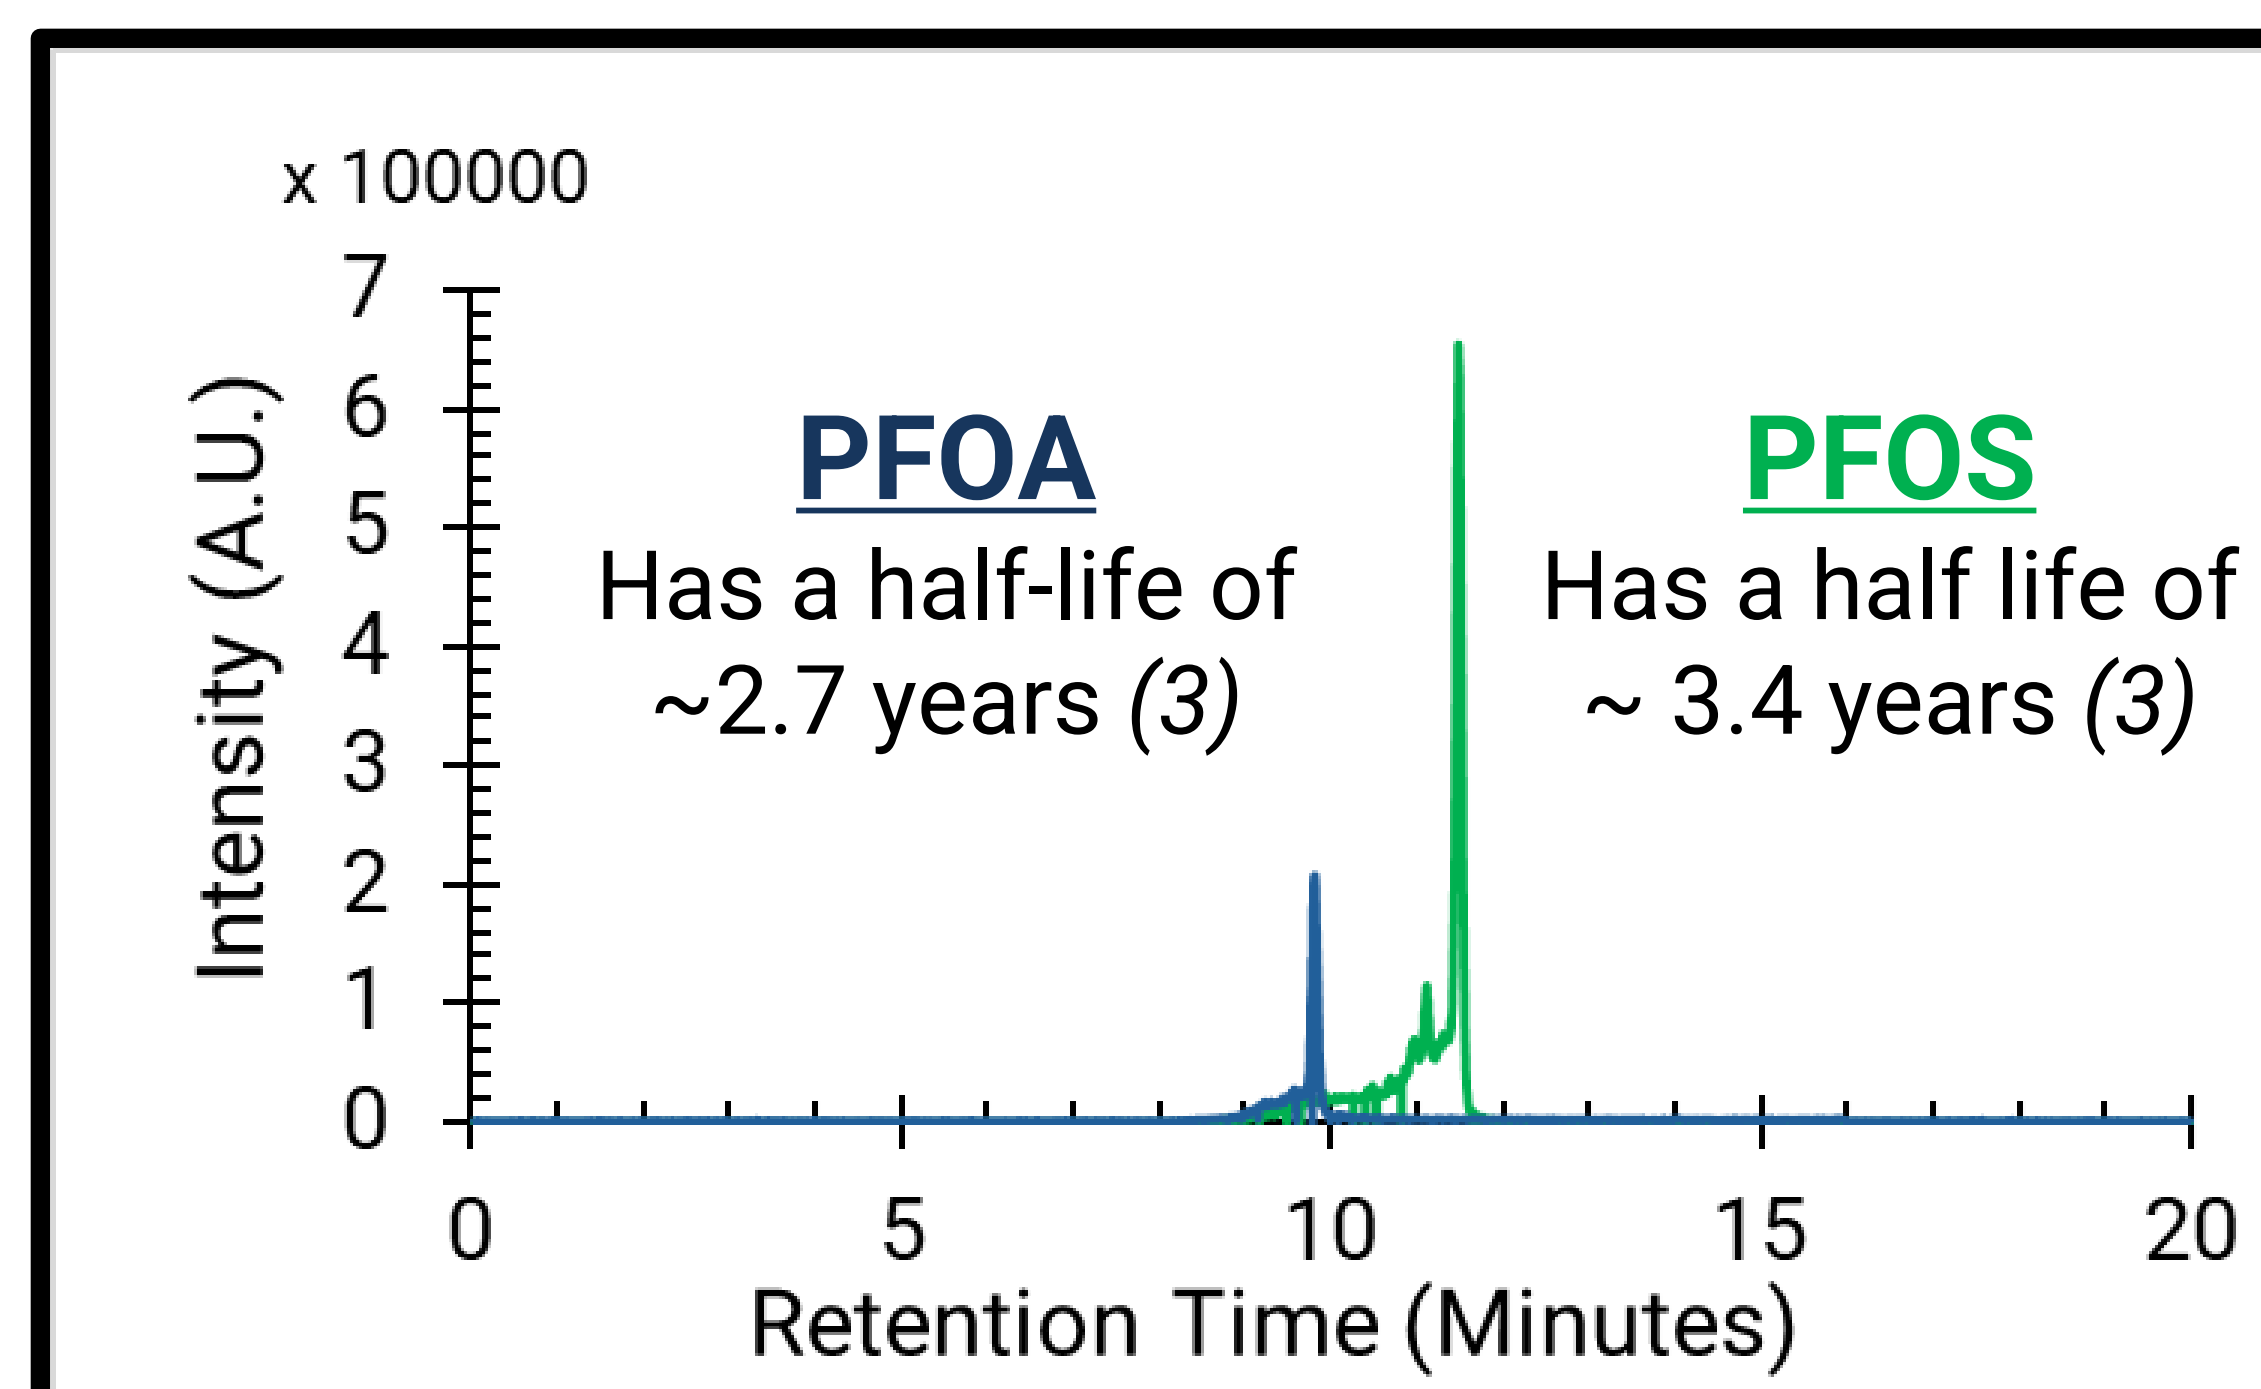 x 100000
7
6
5
4
3
2
1
0
Intensity (A.U.)
PFOA
Has a half-life of
~2.7 years (3)
PFOS
Has a half life of
~ 3.4 years (3)
0 5 10 15 20
Retention Time (Minutes)